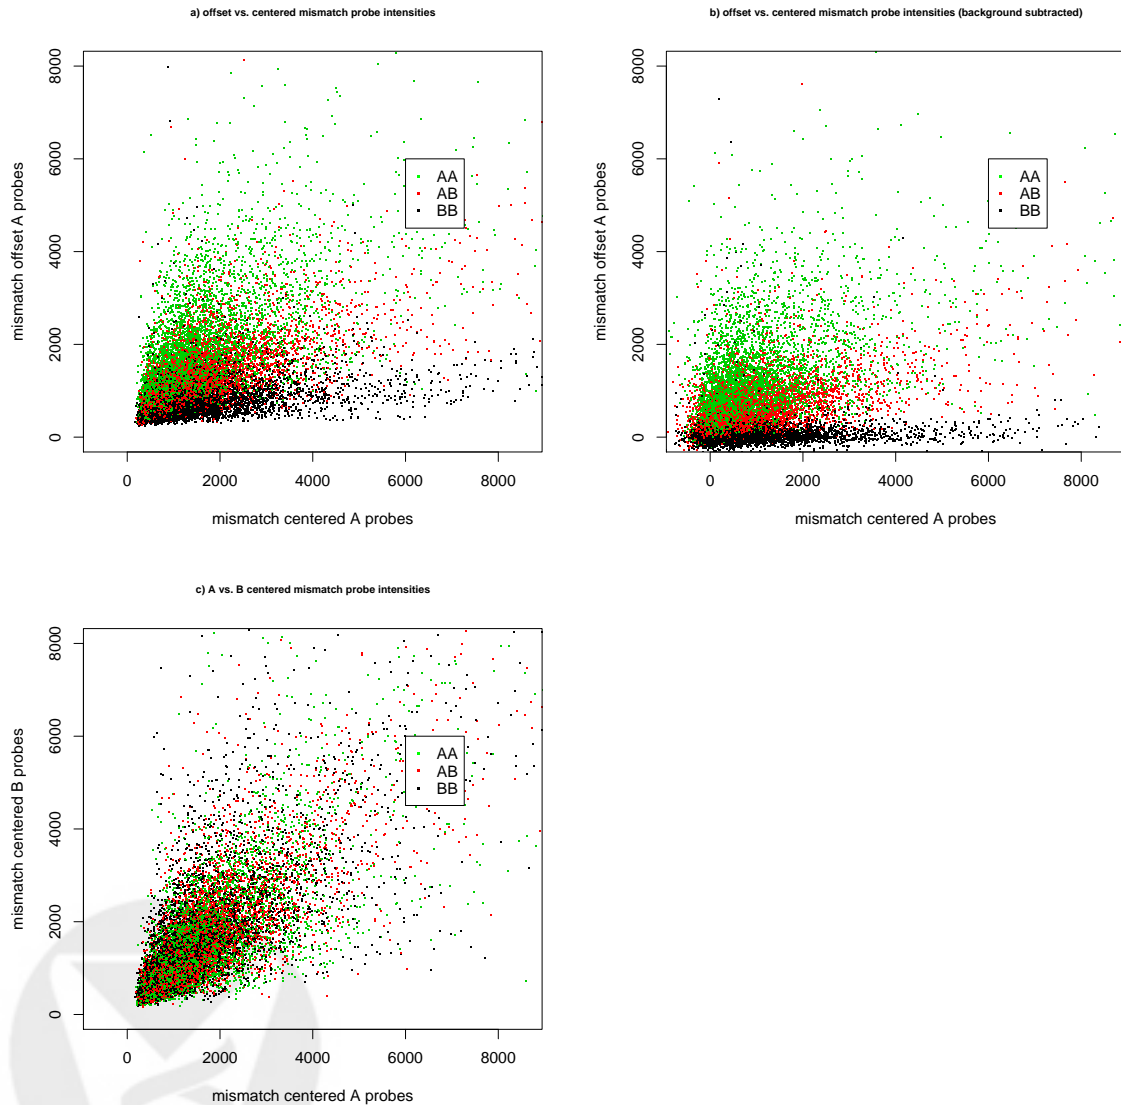 a) offset vs. centered mismatch probe intensities
8000
6000
4000
2000
0
mismatch offset A probes
AA
AB
BB
0 2000 4000 6000 8000
mismatch centered A probes
b) offset vs. centered mismatch probe intensities (background subtracted)
8000
6000
4000
2000
0
mismatch offset A probes
AA
AB
BB
0 2000 4000 6000 8000
mismatch centered A probes
c) A vs. B centered mismatch probe intensities
8000
6000
4000
2000
0
mismatch centered B probes
AA
AB
BB
0 2000 4000 6000 8000
mismatch centered A probes